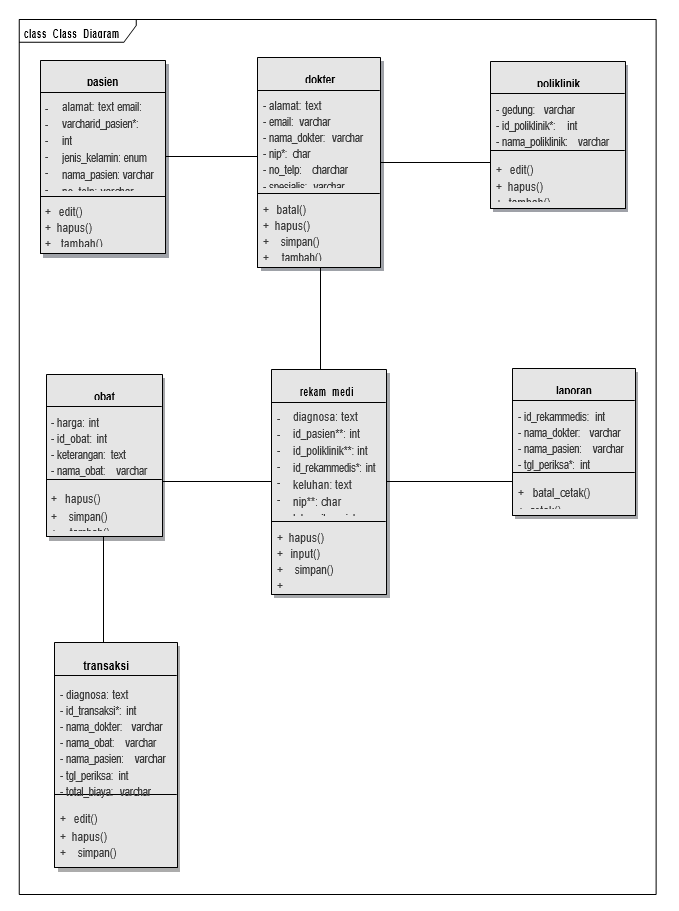 class Class Diagram
pasien
- alamat: text email:
- varcharid_pasien*:
- int
- jenis_kelamin: enum
- nama_pasien: varchar
- no_telp: varchar
+ edit()
+ hapus()
+ tambah()
dokter
- alamat: text
- email: varchar
- nama_dokter: varchar
- nip*: char
- no_telp: charchar
- spesialis: varchar
+ batal()
+ hapus()
+ simpan()
+ tambah()
poliklinik
- gedung: varchar
- id_poliklinik*: int
- nama_poliklinik: varchar
+ edit()
+ hapus()
+ tambah()
obat
- harga: int
- id_obat: int
- keterangan: text
- nama_obat: varchar
+ hapus()
+ simpan()
+ tambah()
rekam medi
- diagnosa: text
- id_pasien**: int
- id_poliklinik**: int
- id_rekammedis*: int
- keluhan: text
- nip**: char
-
+ hapus()
+ input()
+ simpan()
+
laporan
- id_rekammedis: int
- nama_dokter: varchar
- nama_pasien: varchar
- tgl_periksa*: int
+ batal_cetak()
+ cetak()
transaksi
- diagnosa: text
- id_transaksi*: int
- nama_dokter: varchar
- nama_obat: varchar
- nama_pasien: varchar
- tgl_periksa: int
- total_biaya: varchar
+ edit()
+ hapus()
+ simpan()